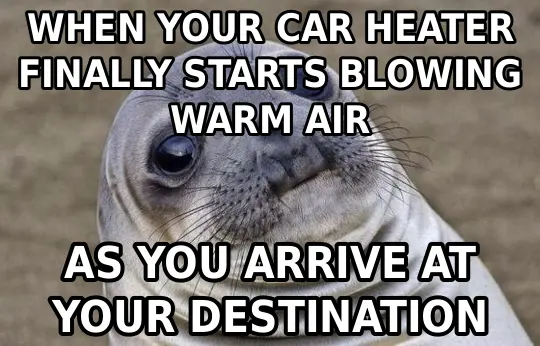 WHEN YOUR CAR HEATER
FINALLY STARTS BLOWING
WARM AIR
AS YOU ARRIVE AT
YOUR DESTINATION